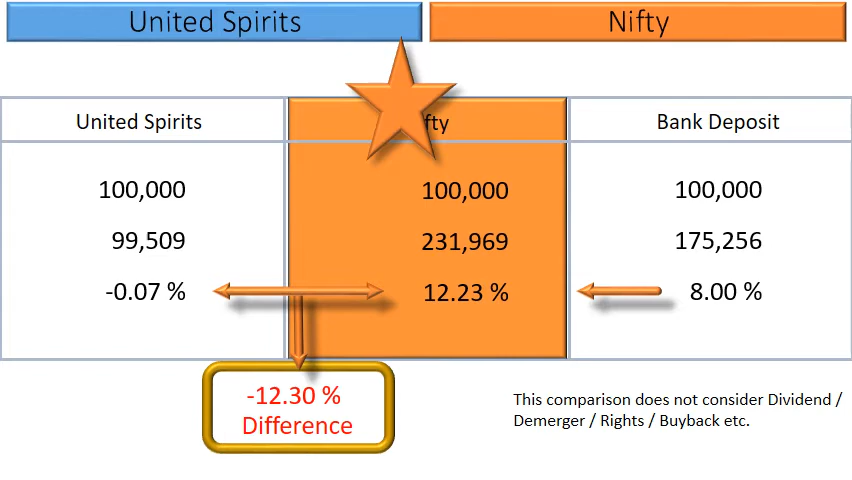 United Spirits
Nifty
United Spirits
fty
Bank Deposit
100,000
100,000
100,000
99,509
231,969
175,256
-0.07 %
12.23 %
8.00 %
-12.30 %
Difference
This comparison does not consider Dividend /
Demerger / Rights / Buyback etc.